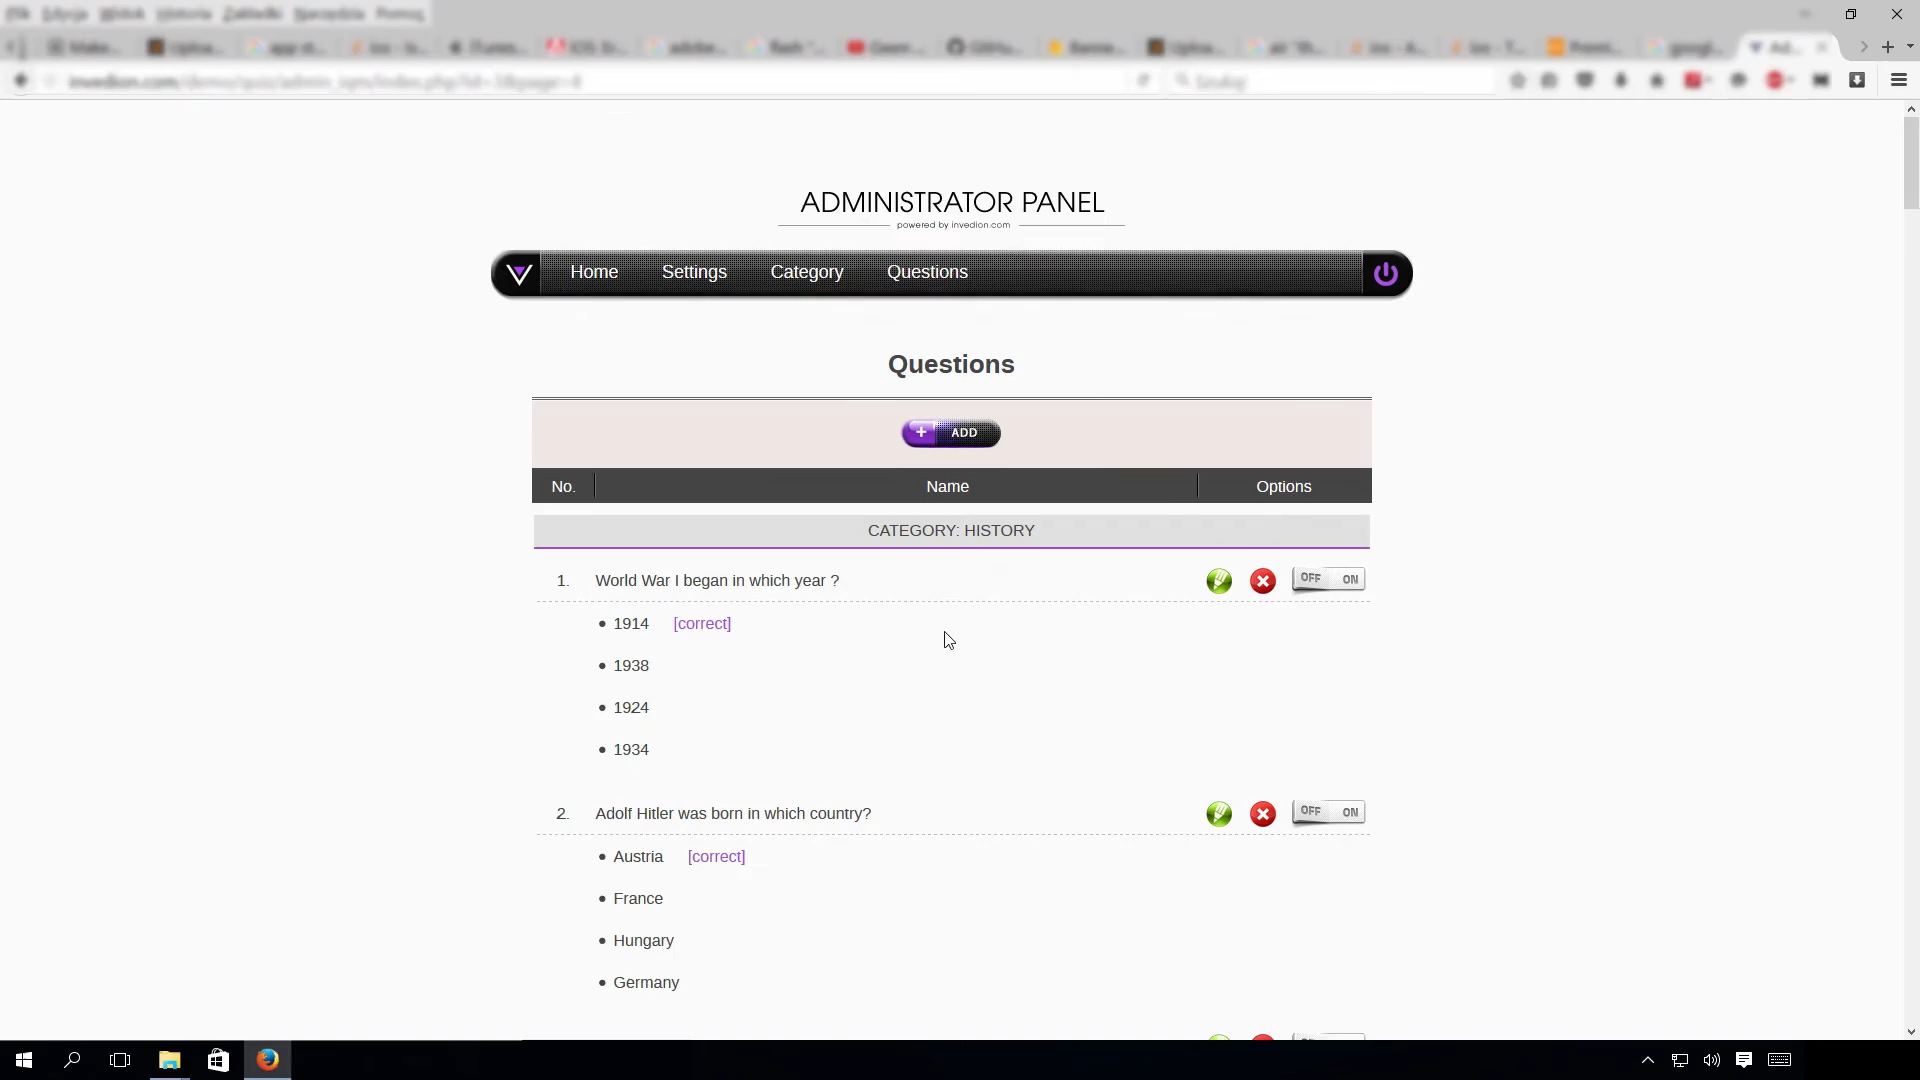 ADMINISTRATOR PANEL
powered by invedion.com
Home Settings Category Questions
Questions
+ ADD
No. Name Options
CATEGORY: HISTORY
1. World War I began in which year ? OFF ON
1914 [correct]
1938
1924
1934
2. Adolf Hitler was born in which country? OFF ON
Austria [correct]
France
Hungary
Germany